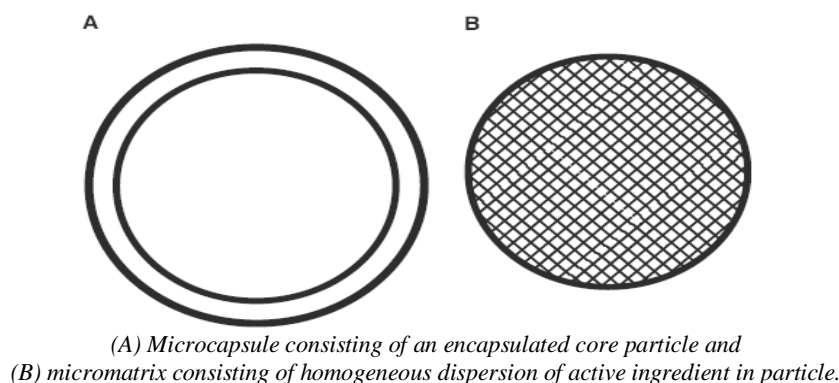 A
B
(A) Microcapsule consisting of an encapsulated core particle and
(B) micromatrix consisting of homogeneous dispersion of active ingredient in particle.